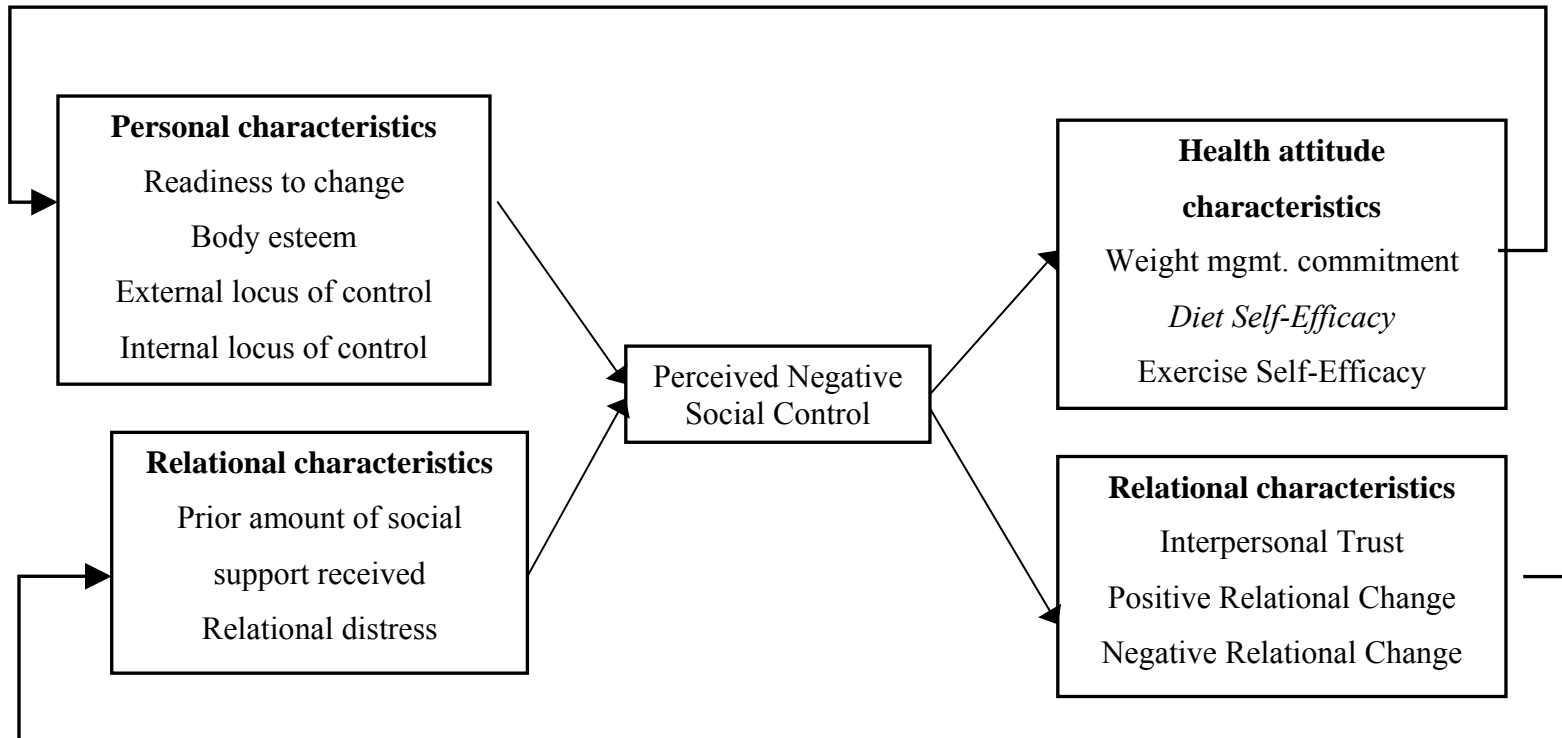 Personal characteristics
Readiness to change
Body esteem
External locus of control
Internal locus of control
Relational characteristics
Prior amount of social
support received
Relational distress
Perceived Negative
Social Control
Health attitude
characteristics
Weight mgmt. commitment
Diet Self-Efficacy
Exercise Self-Efficacy
Relational characteristics
Interpersonal Trust
Positive Relational Change
Negative Relational Change